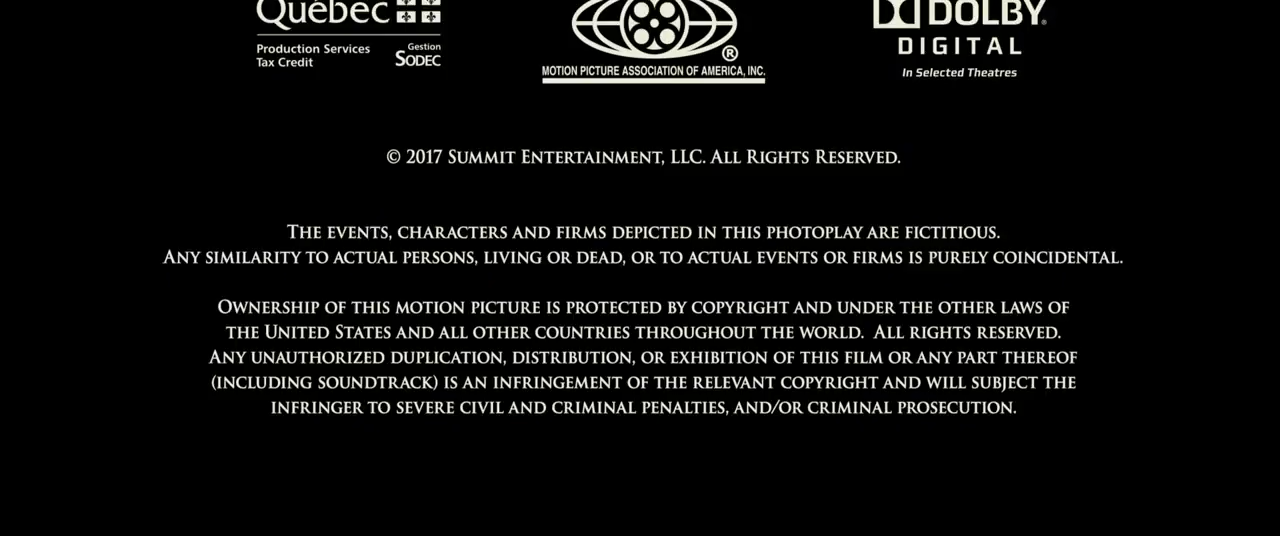 Québec
Production Services
Tax Credit
Gestion
SODEC
®
MOTION PICTURE ASSOCIATION OF AMERICA, INC.
DOLBY®
DIGITAL
In Selected Theatres
© 2017 SUMMIT ENTERTAINMENT, LLC. ALL RIGHTS RESERVED.
THE EVENTS, CHARACTERS AND FIRMS DEPICTED IN THIS PHOTOPLAY ARE FICTITIOUS.
ANY SIMILARITY TO ACTUAL PERSONS, LIVING OR DEAD, OR TO ACTUAL EVENTS OR FIRMS IS PURELY COINCIDENTAL.
OWNERSHIP OF THIS MOTION PICTURE IS PROTECTED BY COPYRIGHT AND UNDER THE OTHER LAWS OF
THE UNITED STATES AND ALL OTHER COUNTRIES THROUGHOUT THE WORLD. ALL RIGHTS RESERVED.
ANY UNAUTHORIZED DUPLICATION, DISTRIBUTION, OR EXHIBITION OF THIS FILM OR ANY PART THEREOF
(INCLUDING SOUNDTRACK) IS AN INFRINGEMENT OF THE RELEVANT COPYRIGHT AND WILL SUBJECT THE
INFRINGER TO SEVERE CIVIL AND CRIMINAL PENALTIES, AND/OR CRIMINAL PROSECUTION.